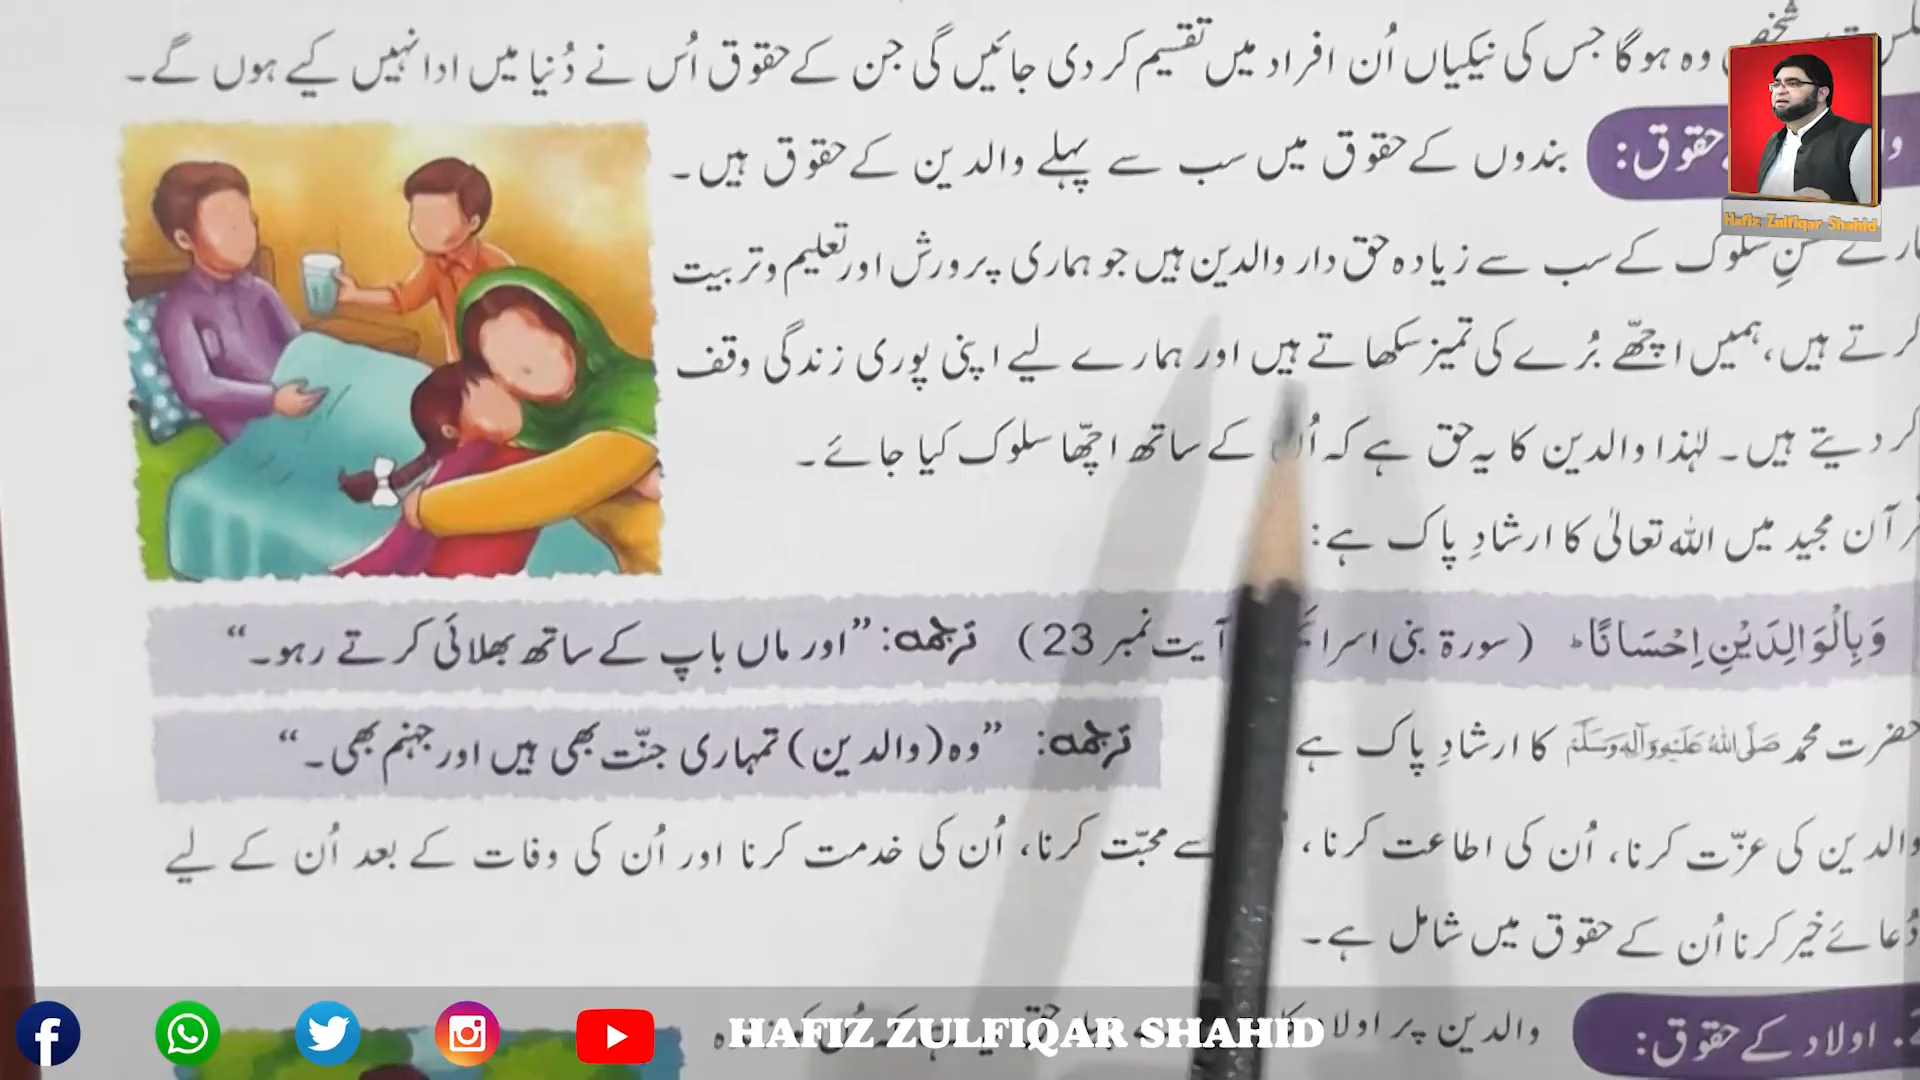 وہ ہوگا جس کی نیکیاں اُن افراد میں تقسیم کر دی جائیں گی جن کے حقوق اُس نے دُنیا میں ادا نہیں کیے ہوں گے۔
حقوق: بندوں کے حقوق میں سب سے پہلے والدین کے حقوق ہیں۔
سلوک کے سب سے زیادہ حق دار والدین ہیں جو ہماری پرورش اور تعلیم و تربیت
کرتے ہیں، ہمیں اچھّے بُرے کی تمیز سکھاتے ہیں اور ہمارے لیے اپنی پوری زندگی وقف
کر دیتے ہیں۔ لہٰذا والدین کا یہ حق ہے کہ کے ساتھ اچھّا سلوک کیا جائے۔
قرآن مجید میں اللہ تعالیٰ کا ارشادِ پاک ہے:
وَبِالْوَالِدَيْنِ اِحْسَانًا ؕ (سورۃ بنی آیت نمبر 23) ترجمہ: ”اور ماں باپ کے ساتھ بھلائی کرتے رہو۔“
حضرت محمد صَلَّى اللهُ عَلَيْهِ وَآلِهٖ وَسَلَّمَ کا ارشادِ پاک ہے ترجمہ: ”وہ (والدین) تمہاری جنّت بھی ہیں اور جہنم بھی۔“
والدین کی عزّت کرنا، اُن کی اطاعت کرنا، سے محبّت کرنا، اُن کی خدمت کرنا اور اُن کی وفات کے بعد اُن کے لیے
دُعائے خیر کرنا اُن کے حقوق میں شامل ہے۔
اولاد کے حقوق: والدین پر اولاد
Hafiz Zulfiqar Shahid
HAFIZ ZULFIQAR SHAHID